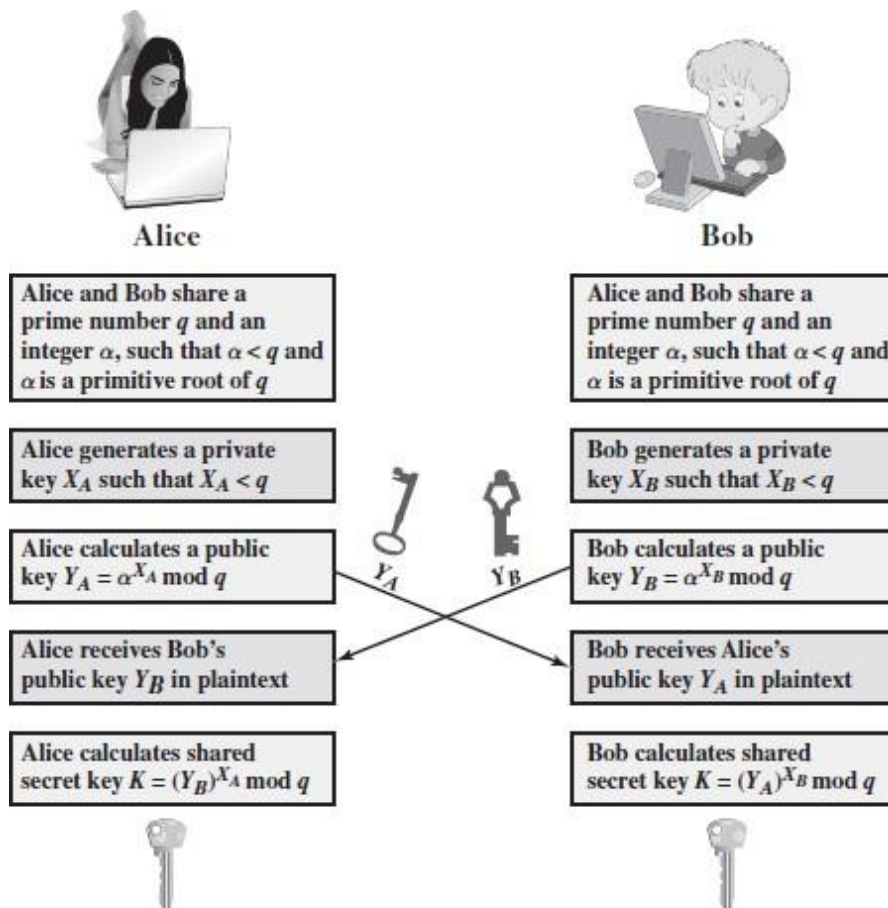 Alice
Bob
Alice and Bob share a
prime number q and an
integer α, such that α < q and
α is a primitive root of q
Alice and Bob share a
prime number q and an
integer α, such that α < q and
α is a primitive root of q
Alice generates a private
key X_A such that X_A < q
Bob generates a private
key X_B such that X_B < q
Alice calculates a public
key Y_A = α^{X_A} mod q
Y_A
Y_B
Bob calculates a public
key Y_B = α^{X_B} mod q
Alice receives Bob's
public key Y_B in plaintext
Bob receives Alice's
public key Y_A in plaintext
Alice calculates shared
secret key K = (Y_B)^{X_A} mod q
Bob calculates shared
secret key K = (Y_A)^{X_B} mod q